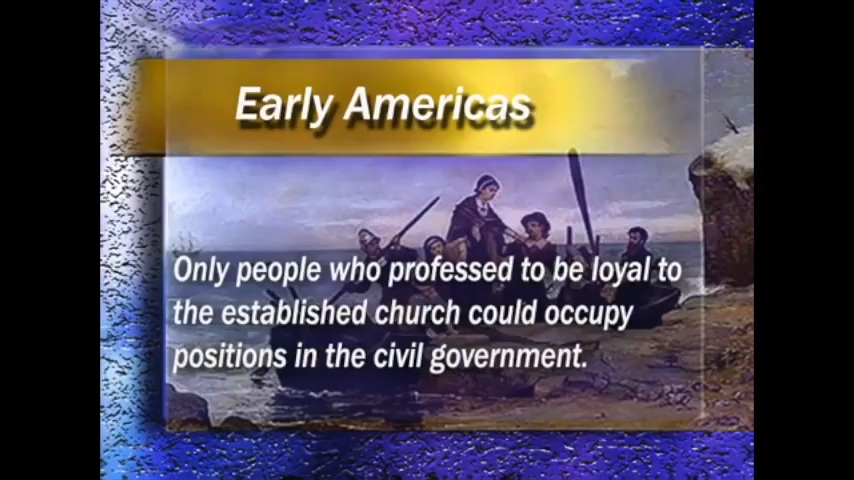 Early Americas
Only people who professed to be loyal to
the established church could occupy
positions in the civil government.